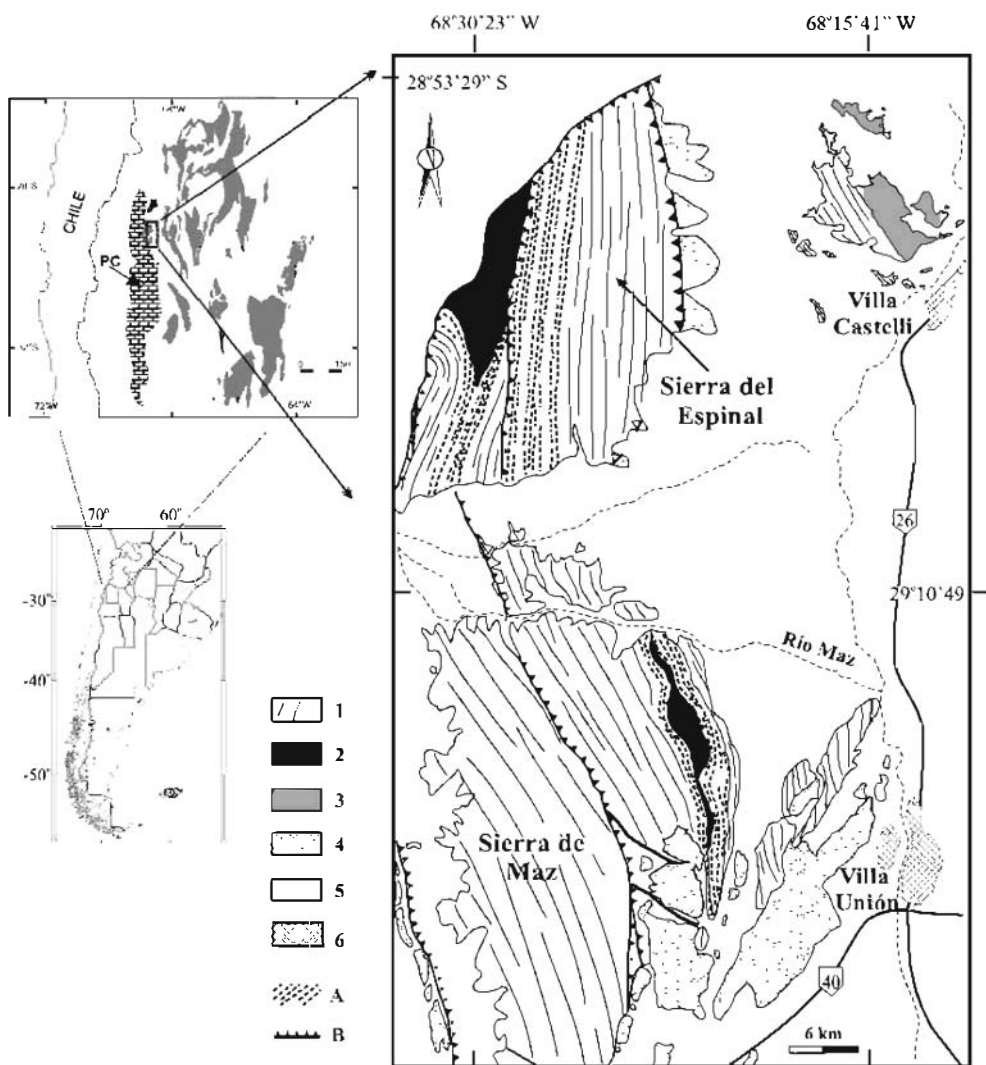 68°30'23" W
68°15'41" W
28°53'29" S
68°W
CHILE
PC
72°W
64°W
Villa
Castelli
Sierra del
Espinal
26
70°
60°
-30°
-40°
-50°
29°10'49
Río Maz
1
2
3
4
5
6
A
B
Sierra de
Maz
Villa
Unión
40
6 km